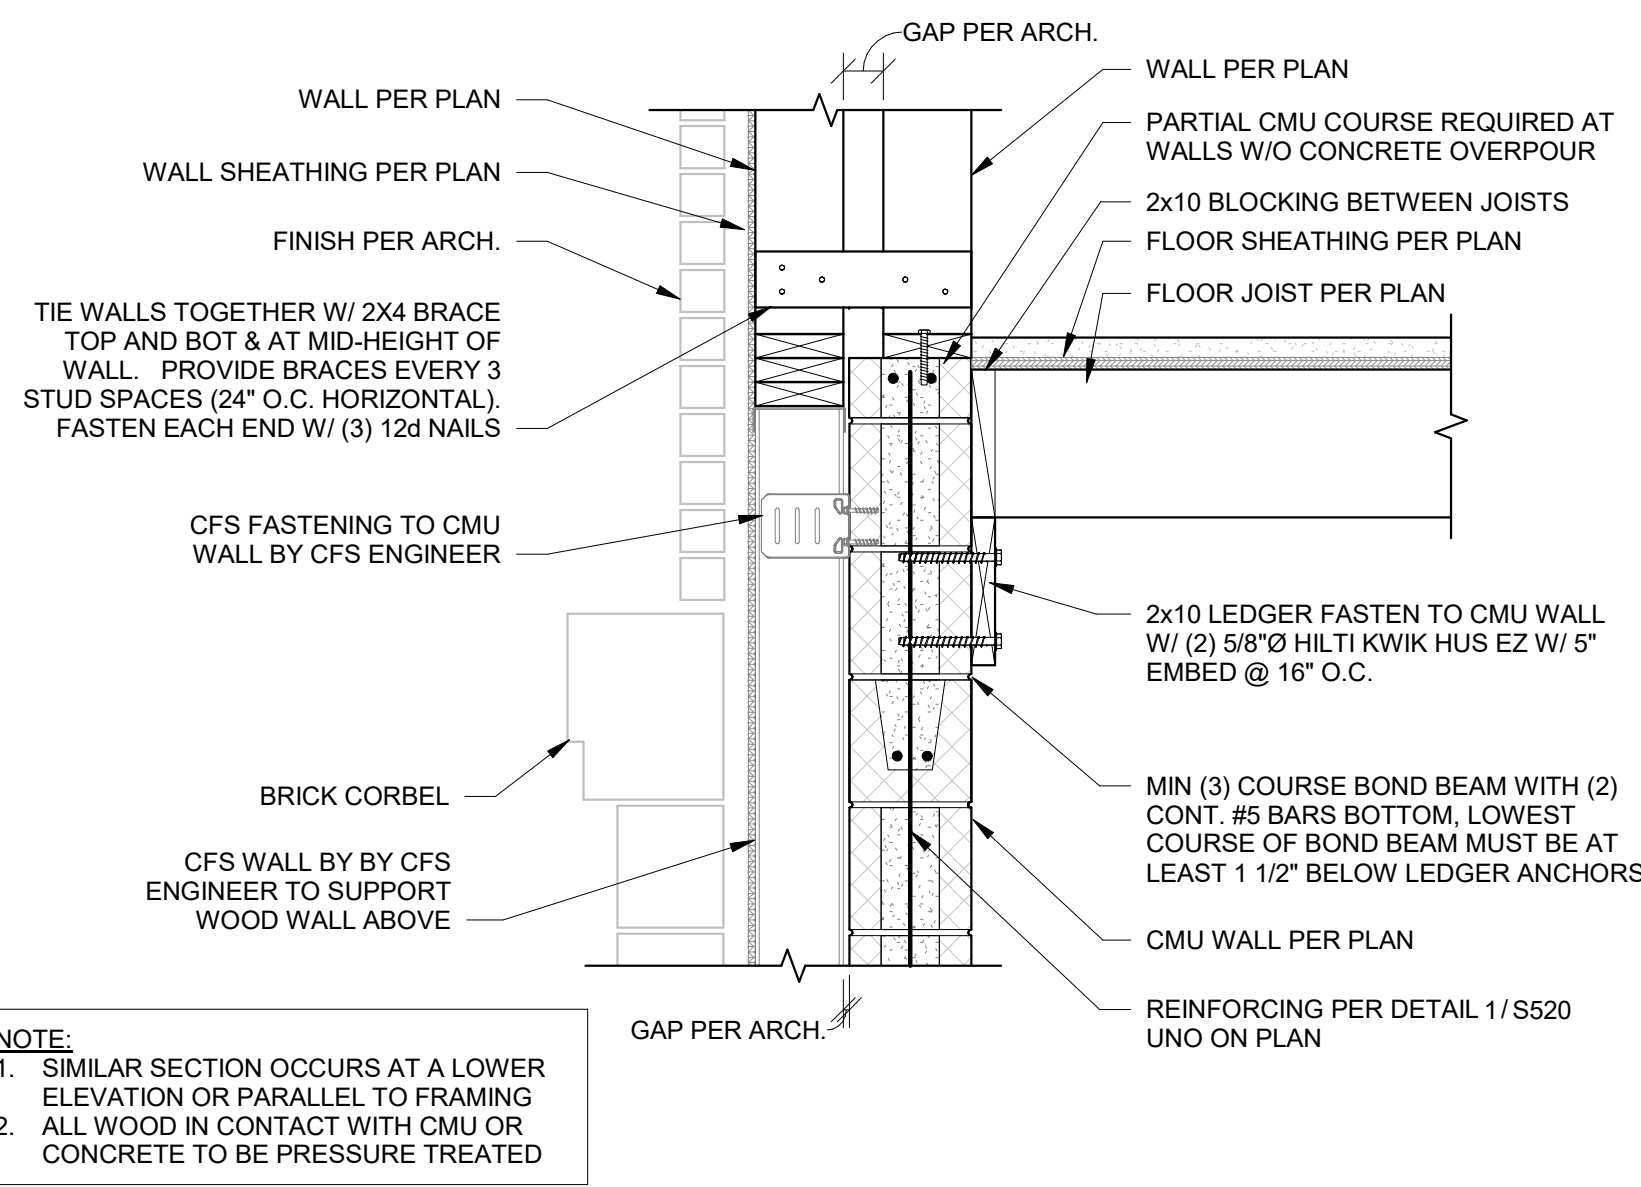 GAP PER ARCH.
WALL PER PLAN
WALL SHEATHING PER PLAN
FINISH PER ARCH.
TIE WALLS TOGETHER W/ 2X4 BRACE
TOP AND BOT & AT MID-HEIGHT OF
WALL. PROVIDE BRACES EVERY 3
STUD SPACES (24" O.C. HORIZONTAL).
FASTEN EACH END W/ (3) 12d NAILS
CFS FASTENING TO CMU
WALL BY CFS ENGINEER
BRICK CORBEL
CFS WALL BY BY CFS
ENGINEER TO SUPPORT
WOOD WALL ABOVE
GAP PER ARCH.
WALL PER PLAN
PARTIAL CMU COURSE REQUIRED AT
WALLS W/O CONCRETE OVERPOUR
2x10 BLOCKING BETWEEN JOISTS
FLOOR SHEATHING PER PLAN
FLOOR JOIST PER PLAN
2x10 LEDGER FASTEN TO CMU WALL
W/ (2) 5/8"Ø HILTI KWIK HUS EZ W/ 5"
EMBED @ 16" O.C.
MIN (3) COURSE BOND BEAM WITH (2)
CONT. #5 BARS BOTTOM, LOWEST
COURSE OF BOND BEAM MUST BE AT
LEAST 1 1/2" BELOW LEDGER ANCHORS
CMU WALL PER PLAN
REINFORCING PER DETAIL 1/ S520
UNO ON PLAN
NOTE:
1. SIMILAR SECTION OCCURS AT A LOWER
ELEVATION OR PARALLEL TO FRAMING
2. ALL WOOD IN CONTACT WITH CMU OR
CONCRETE TO BE PRESSURE TREATED